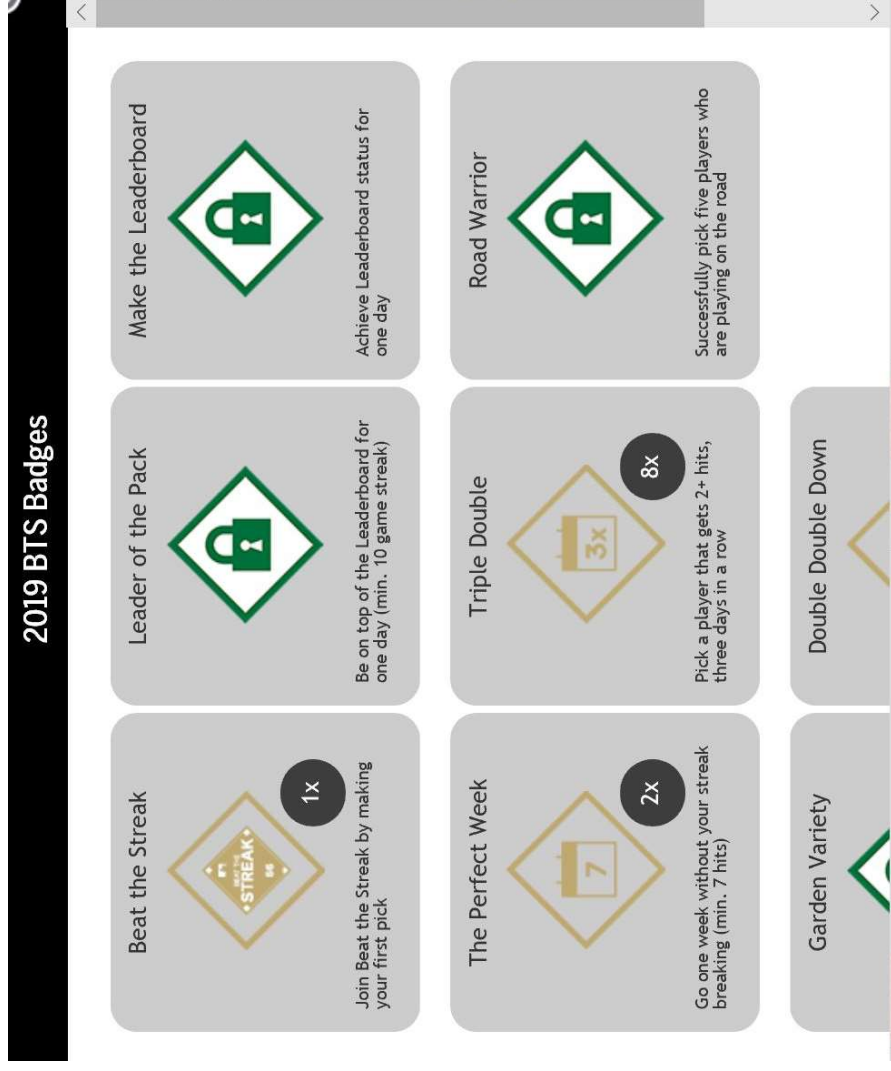 2019 BTS Badges
Beat the Streak
BEAT THE
STREAK
56
1x
Join Beat the Streak by making
your first pick
Leader of the Pack
Be on top of the Leaderboard for
one day (min. 10 game streak)
Make the Leaderboard
Achieve Leaderboard status for
one day
The Perfect Week
7
2x
Go one week without your streak
breaking (min. 7 hits)
Triple Double
3x
8x
Pick a player that gets 2+ hits,
three days in a row
Road Warrior
Successfully pick five players who
are playing on the road
Garden Variety
Double Double Down